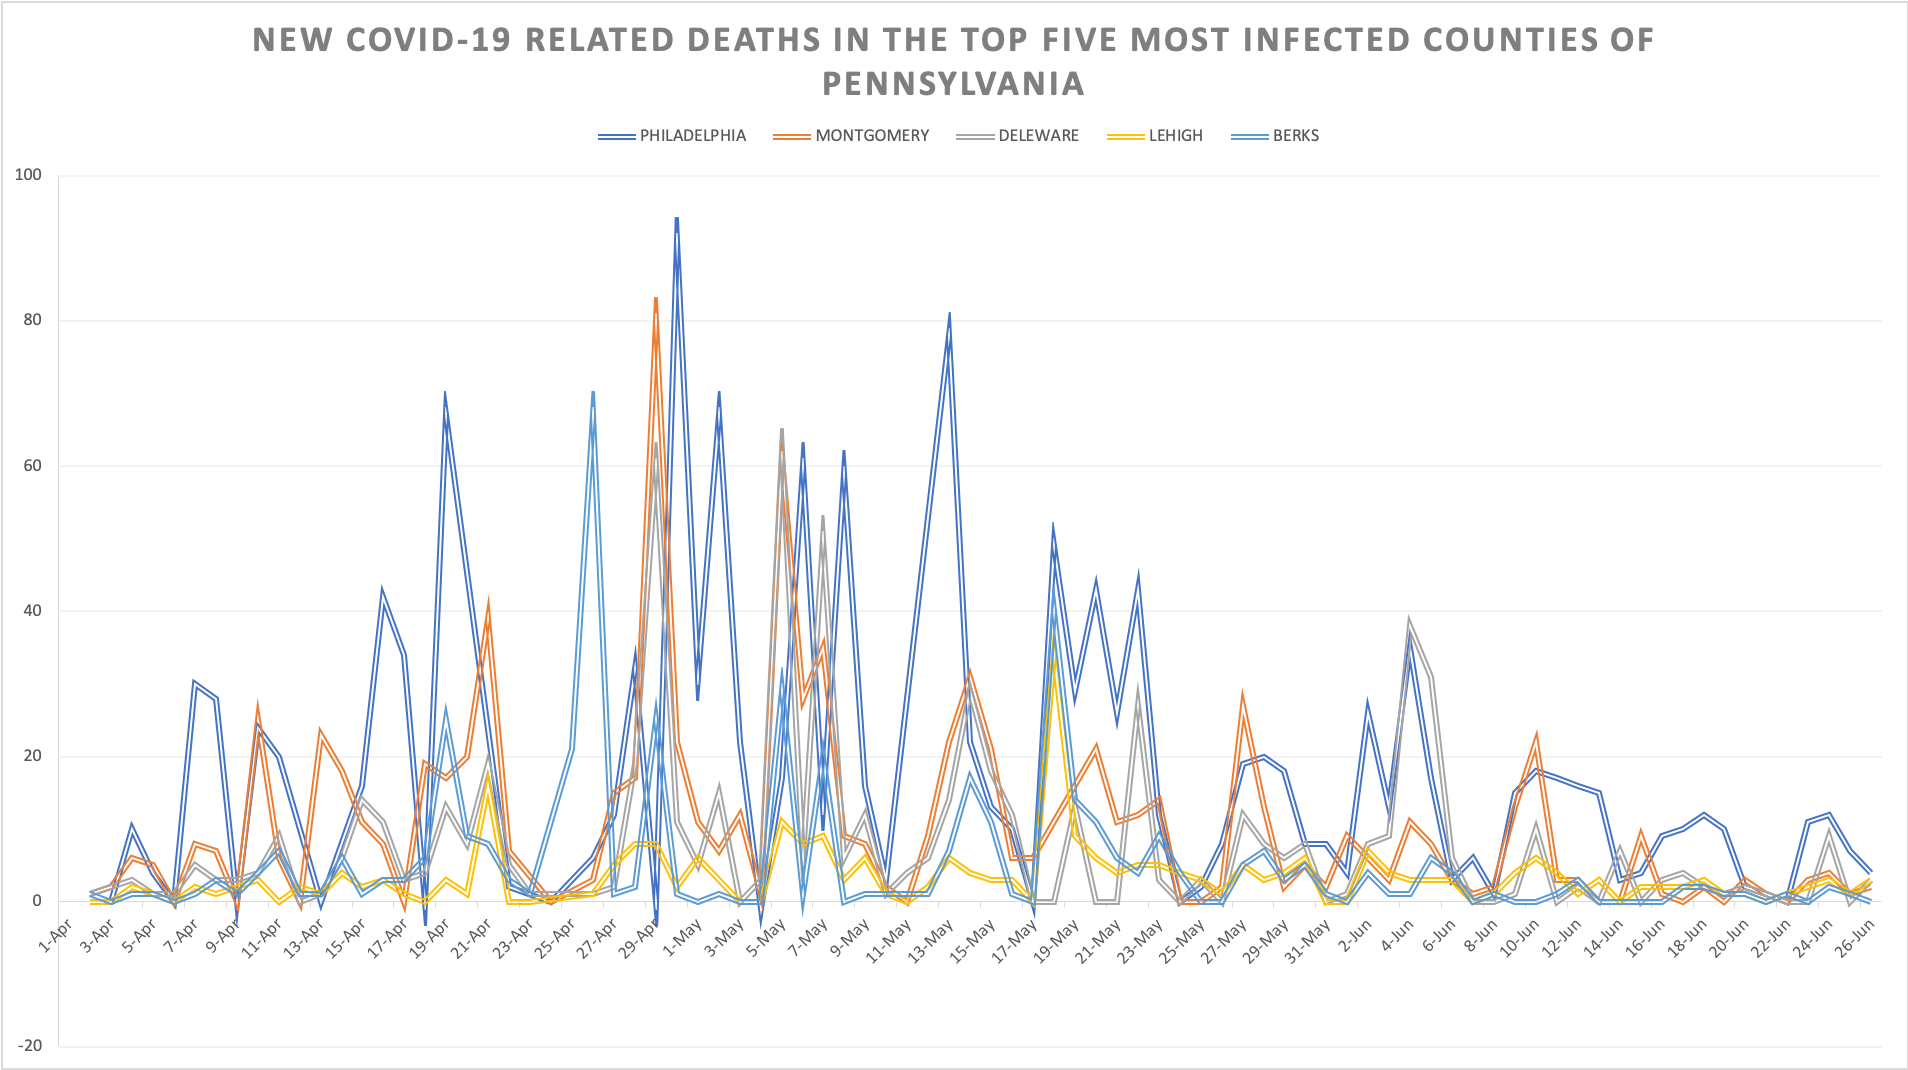 NEW COVID-19 RELATED DEATHS IN THE TOP FIVE MOST INFECTED COUNTIES OF
PENNSYLVANIA
PHILADELPHIA MONTGOMERY DELEWARE LEHIGH BERKS
100
80
60
40
20
0
-20
1-Apr 3-Apr 5-Apr 7-Apr 9-Apr 11-Apr 13-Apr 15-Apr 17-Apr 19-Apr 21-Apr 23-Apr 25-Apr 27-Apr 29-Apr 1-May 3-May 5-May 7-May 9-May 11-May 13-May 15-May 17-May 19-May 21-May 23-May 25-May 27-May 29-May 31-May 2-Jun 4-Jun 6-Jun 8-Jun 10-Jun 12-Jun 14-Jun 16-Jun 18-Jun 20-Jun 22-Jun 24-Jun 26-Jun